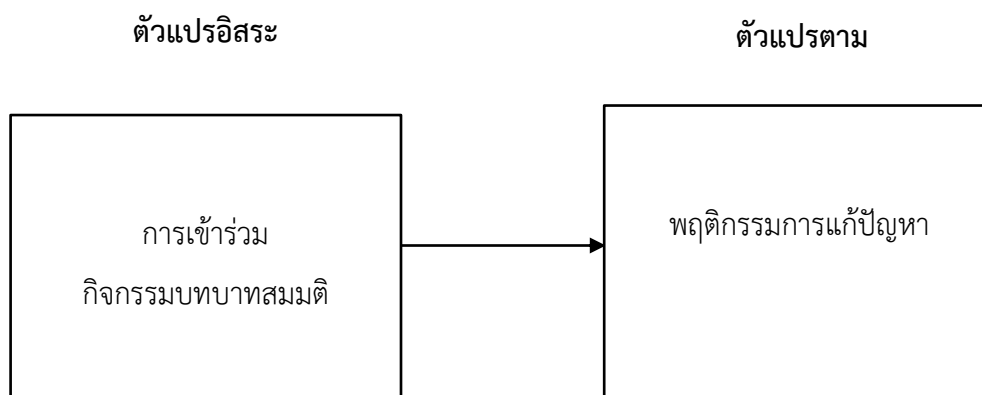 ตัวแปรอิสระ
ตัวแปรตาม
การเข้าร่วม
กิจกรรมบทบาทสมมติ
พฤติกรรมการแก้ปัญหา